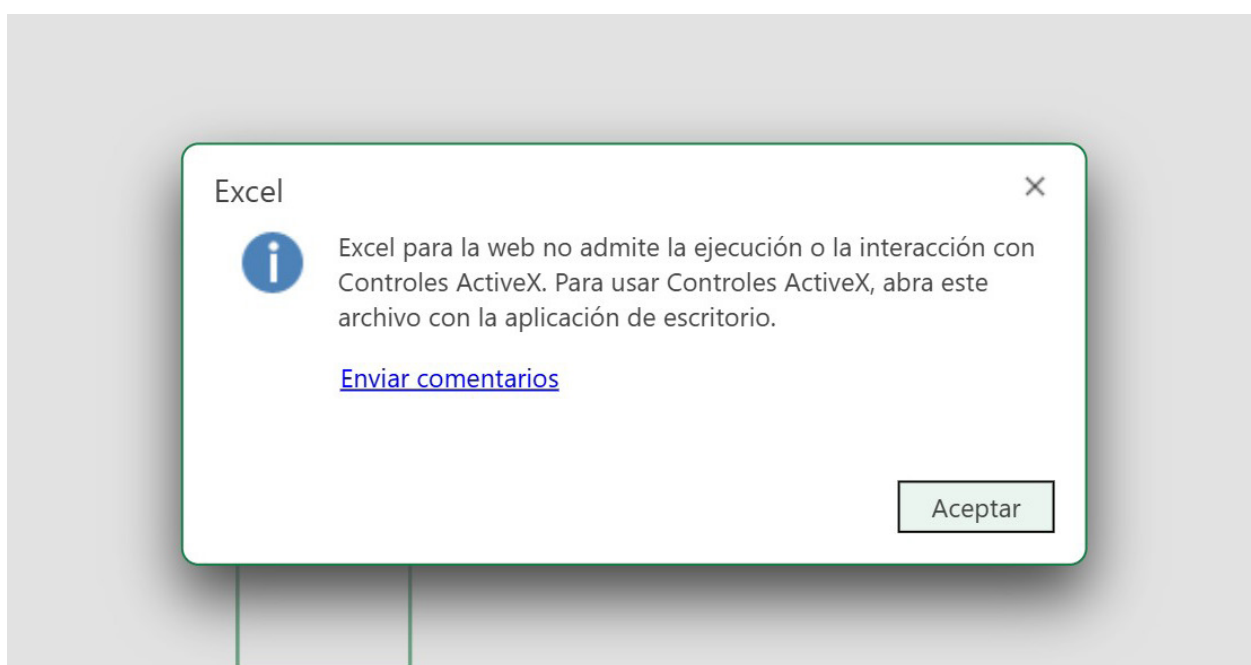 Excel
Excel para la web no admite la ejecución o la interacción con
Controles ActiveX. Para usar Controles ActiveX, abra este
archivo con la aplicación de escritorio.
Enviar comentarios
Aceptar